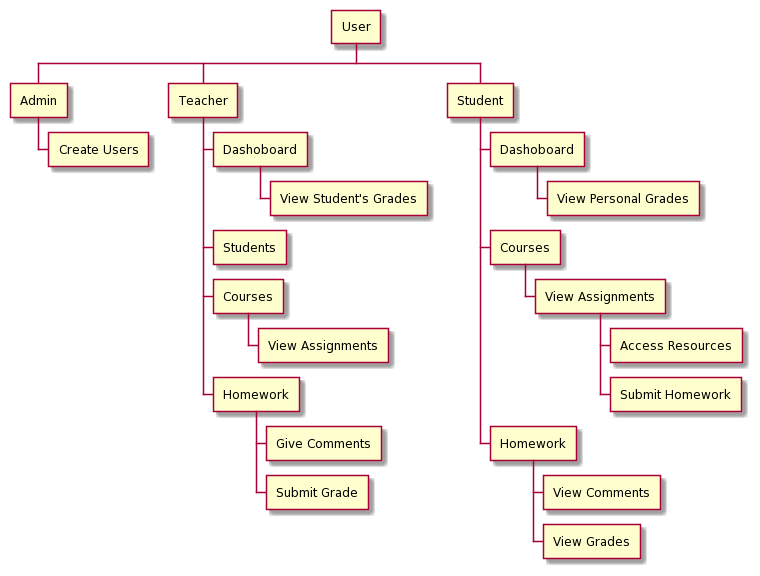 User
Admin
Create Users
Teacher
Dashoboard
View Student's Grades
Students
Courses
View Assignments
Homework
Give Comments
Submit Grade
Student
Dashoboard
View Personal Grades
Courses
View Assignments
Access Resources
Submit Homework
Homework
View Comments
View Grades